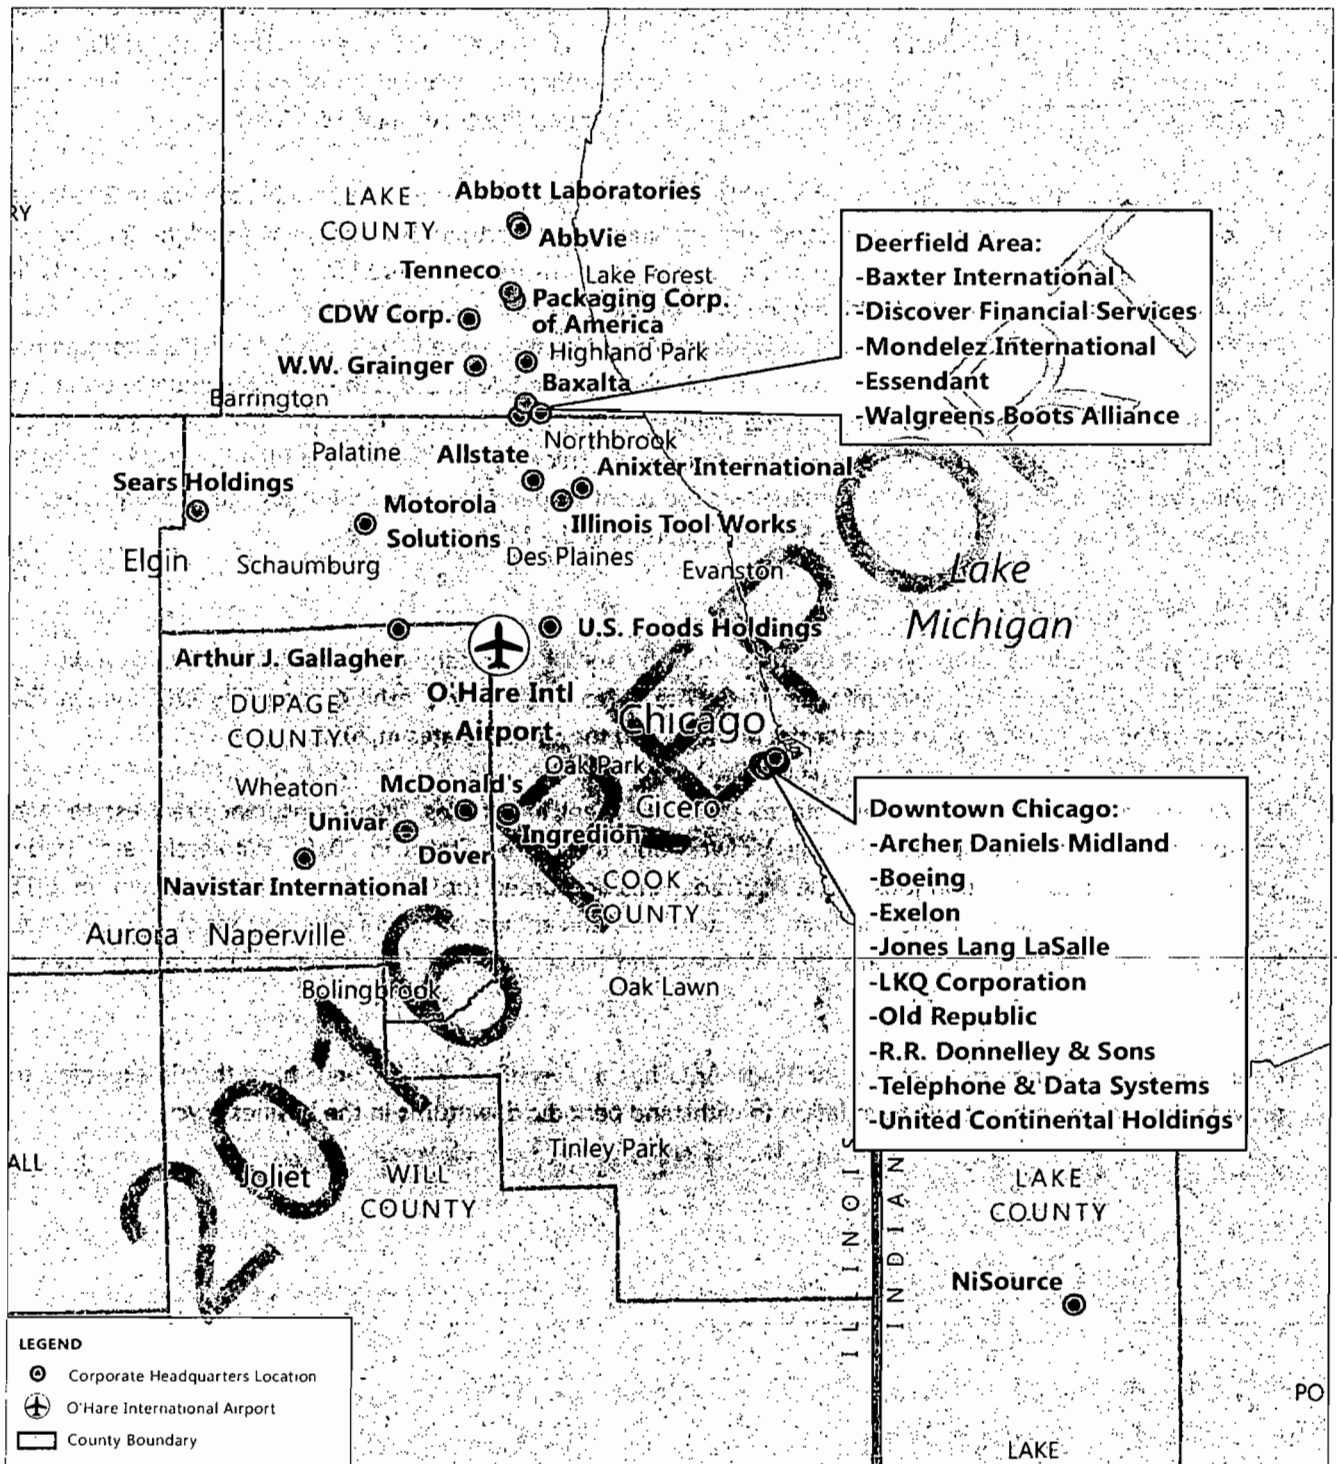 LAKE
COUNTY
RY
Abbott Laboratories
AbbVie
Tenneco
Lake Forest
Packaging Corp.
of America
CDW Corp.
Highland Park
W.W. Grainger
Baxalta
Barrington
Deerfield Area:
-Baxter International
-Discover Financial Services
-Mondelez International
-Essendant
-Walgreens Boots Alliance
Northbrook
Palatine
Allstate
Anixter International
Sears Holdings
Motorola
Solutions
Illinois Tool Works
Elgin
Schaumburg
Des Plaines
Evanston
Lake
Michigan
U.S. Foods Holdings
Arthur J. Gallagher
O'Hare Intl
Airport
DUPAGE
COUNTY
Chicago
Oak Park
Wheaton
McDonald's
Cicero
Univar
Ingredion
Dover
Navistar International
COOK
COUNTY
Downtown Chicago:
-Archer Daniels Midland
-Boeing
-Exelon
-Jones Lang LaSalle
-LKQ Corporation
-Old Republic
-R.R. Donnelley & Sons
-Telephone & Data Systems
-United Continental Holdings
Aurora
Naperville
Bolingbrook
Oak Lawn
Tinley Park
ALL
Joliet
WILL
COUNTY
ILINOIS
INDIAN
LAKE
COUNTY
NiSource
PO
LAKE
LEGEND
Corporate Headquarters Location
O'Hare International Airport
County Boundary
2016